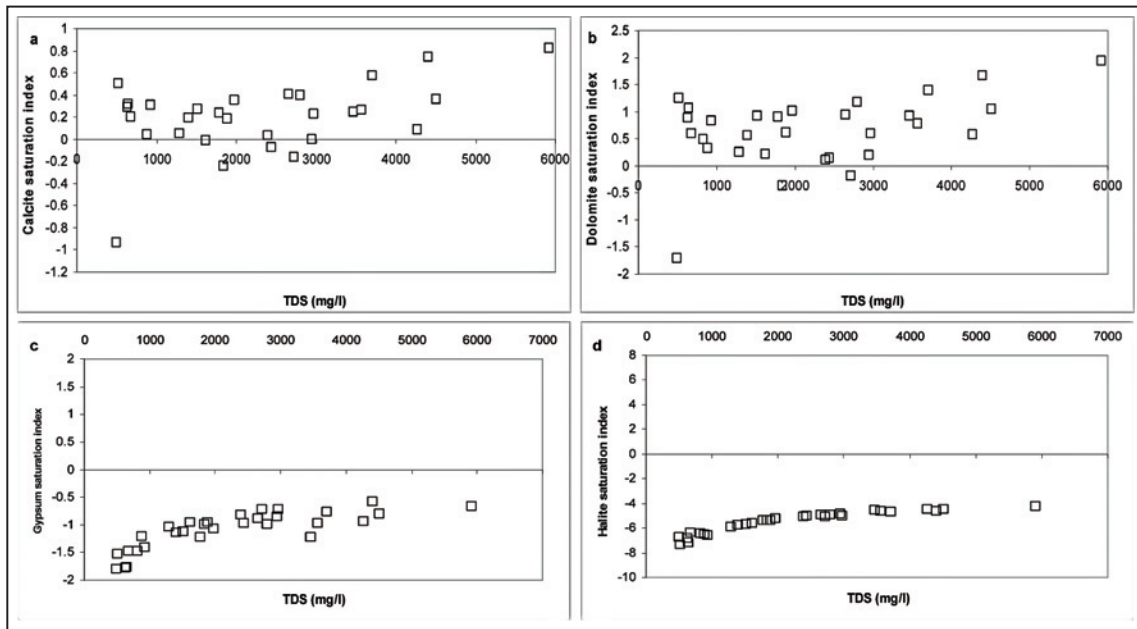 a
Calcite saturation index
1
0.8
0.6
0.4
0.2
0
-0.2
-0.4
-0.6
-0.8
-1
-1.2
1000 2000 3000 4000 5000 6000
TDS (mg/l)
b
Dolomite saturation index
2.5
2
1.5
1
0.5
0
-0.5
-1
-1.5
-2
1000 2000 3000 4000 5000 6000
TDS (mg/l)
c
0 1000 2000 3000 4000 5000 6000 7000
Gypsum saturation index
2
1.5
1
0.5
0
-0.5
-1
-1.5
-2
TDS (mg/l)
d
0 1000 2000 3000 4000 5000 6000 7000
Halite saturation index
8
6
4
2
0
-2
-4
-6
-8
-10
TDS (mg/l)